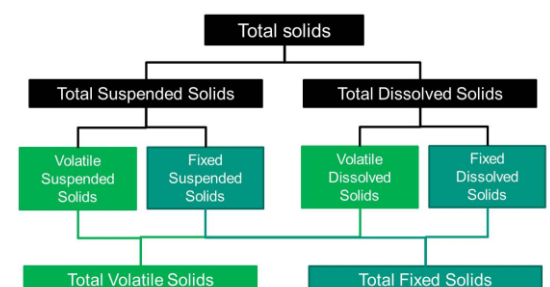 Total solids
Total Suspended Solids
Total Dissolved Solids
Volatile
Suspended
Solids
Fixed
Suspended
Solids
Volatile
Dissolved
Solids
Fixed
Dissolved
Solids
Total Volatile Solids
Total Fixed Solids